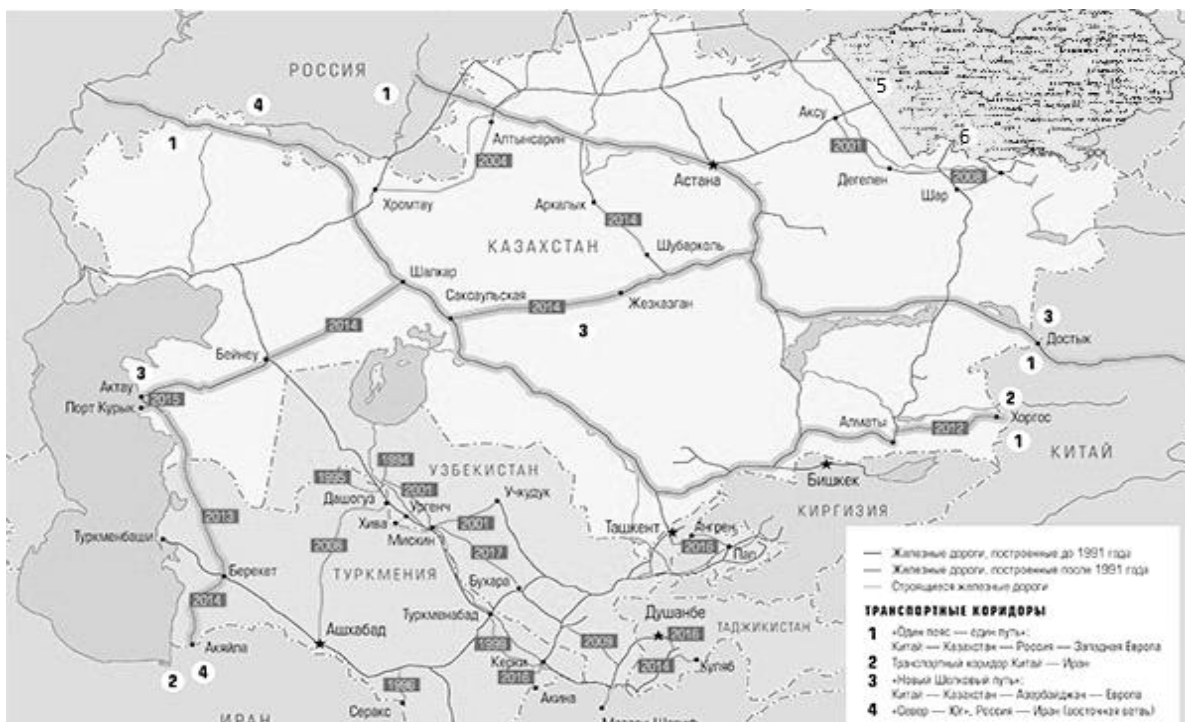 РОССИЯ
4
1
5
1
Алтынсарин
Аксу
6
2004
2001
Астана
Дегелен
2008
Хромтау
Аркалык
Шар
2014
КАЗАХСТАН
Шубарколь
Шалкар
Саксаульская
2014
Жезказган
2014
3
3
Бейнеу
Достык
3
1
Актау
2015
2
Порт Курык
Хоргос
Алматы
2012
1
КИТАЙ
1994
УЗБЕКИСТАН
1995
Бишкек
Дашогуз
2001
Учкудук
Ургенч
КИРГИЗИЯ
2013
Хива
2001
Ташкент
Ангрен
Мискин
Туркменбаши
2008
2017
2016
Пап
ТУРКМЕНИЯ
Берекет
Бухара
2014
Туркменабад
Душанбе
Ашхабад
2016
ТАДЖИКИСТАН
Акяйла
1999
2009
4
Керки
2014
Куляб
2
2016
1996
Акина
Серахс
ИРАН
Железные дороги, построенные до 1991 года
Железные дороги, построенные после 1991 года
Строящиеся железные дороги
ТРАНСПОРТНЫЕ КОРИДОРЫ
1 «Один пояс — один путь»:
Китай — Казахстан — Россия — Западная Европа
2 Транспортный коридор Китай — Иран
3 «Новый Шелковый путь»:
Китай — Казахстан — Азербайджан — Европа
4 «Север — Юг», Россия — Иран (восточная ветвь)